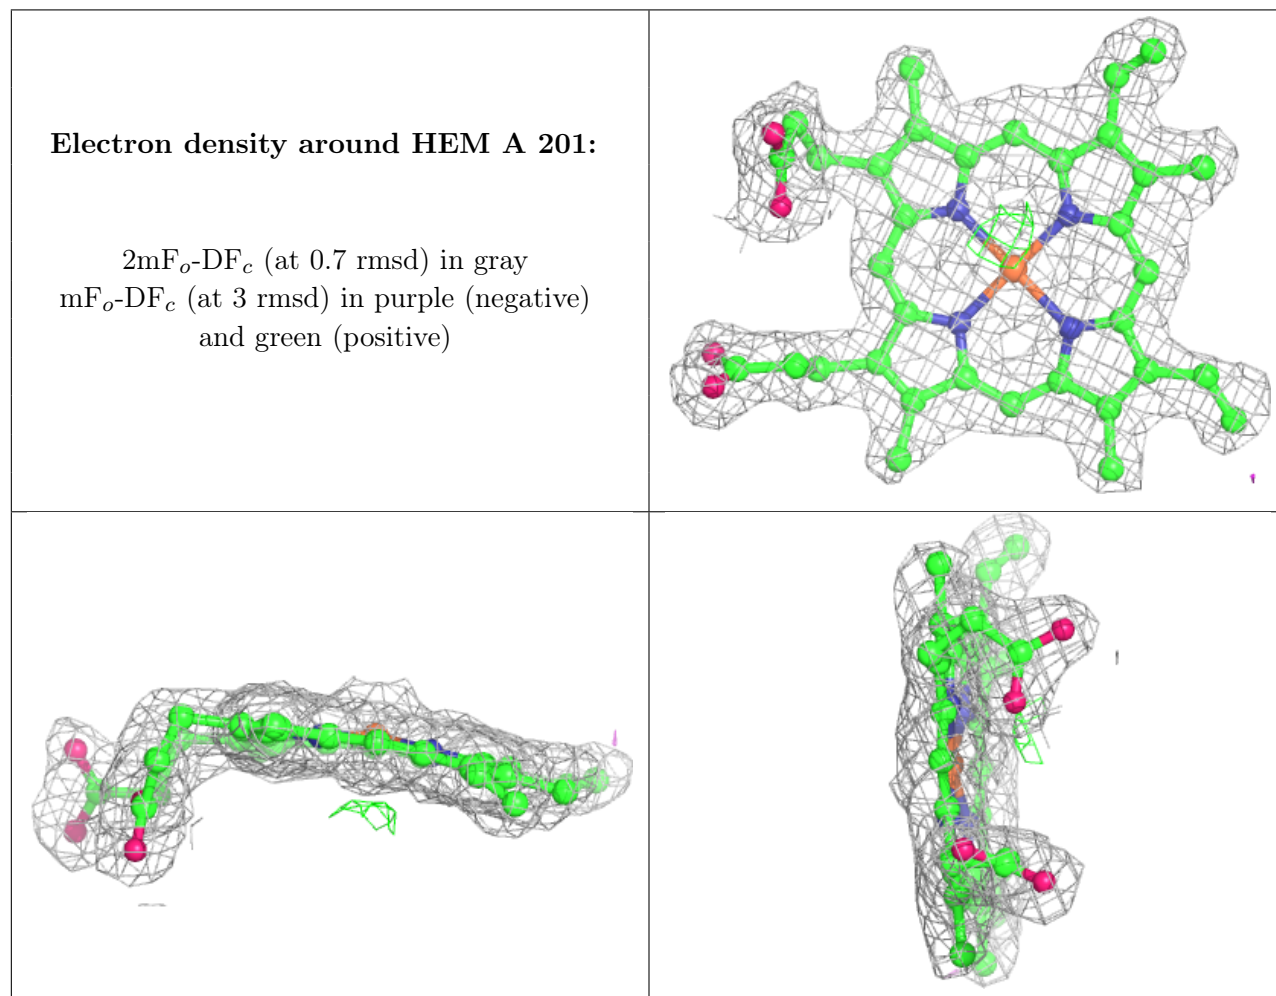 Electron density around HEM A 201:
2mFₒ-DF𝑐 (at 0.7 rmsd) in gray
mFₒ-DF𝑐 (at 3 rmsd) in purple (negative)
and green (positive)